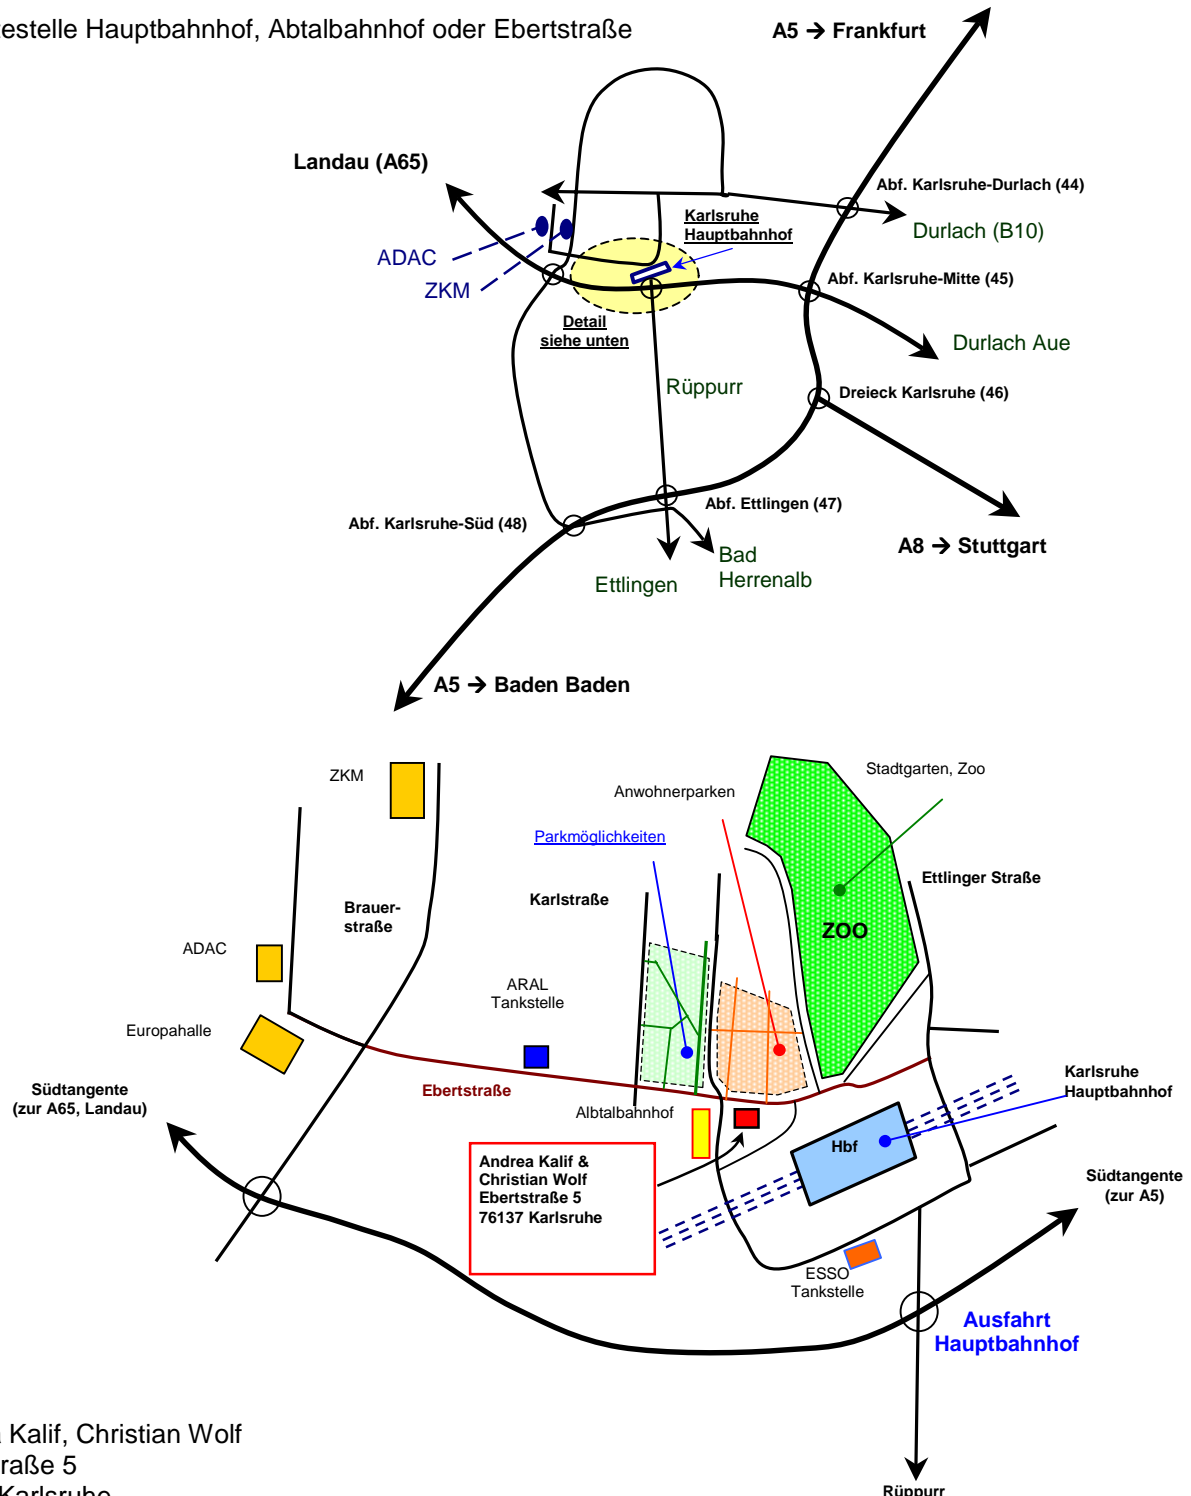 Hauptbahnhof, Abtalbahnhof oder Ebertstraße
A5 → Frankfurt
Landau (A65)
Abf. Karlsruhe-Durlach (44)
Karlsruhe
Hauptbahnhof
Durlach (B10)
ADAC
ZKM
Abf. Karlsruhe-Mitte (45)
Detail
siehe unten
Durlach Aue
Rüppurr
Dreieck Karlsruhe (46)
Abf. Ettlingen (47)
Abf. Karlsruhe-Süd (48)
A8 → Stuttgart
Bad
Herrenalb
Ettlingen
A5 → Baden Baden
ZKM
Stadtgarten, Zoo
Anwohnerparken
Parkmöglichkeiten
Ettlinger Straße
Karlstraße
Brauer-
straße
ZOO
ADAC
ARAL
Tankstelle
Europahalle
Ebertstraße
Karlsruhe
Hauptbahnhof
Südtangente
(zur A65, Landau)
Albtalbahnhof
Hbf
Andrea Kalif &
Christian Wolf
Ebertstraße 5
76137 Karlsruhe
Südtangente
(zur A5)
ESSO
Tankstelle
Ausfahrt
Hauptbahnhof
Kalif, Christian Wolf
raße 5
Karlsruhe
Rüppurr